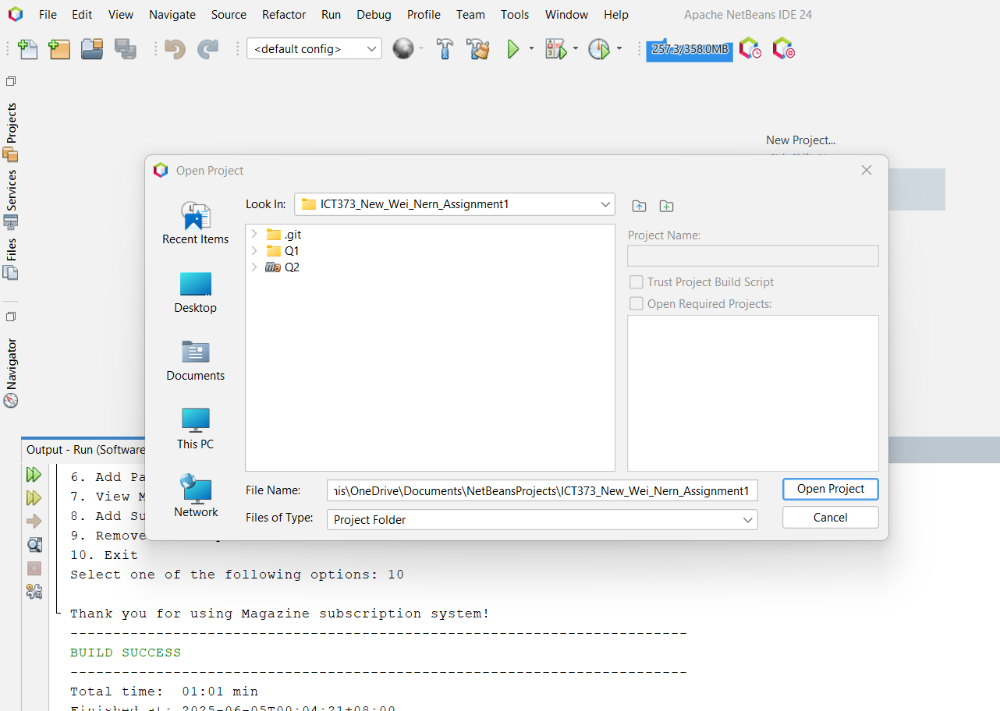 File Edit View Navigate Source Refactor Run Debug Profile Team Tools Window Help Apache NetBeans IDE 24
<default config> 257.3/358.0MB
Projects
Services
Files
Navigator
New Project...
Open Project
Look In: ICT373_New_Wei_Nern_Assignment1
Recent Items
Desktop
Documents
This PC
Network
.git
Q1
Q2
Project Name:
Trust Project Build Script
Open Required Projects:
File Name: nis\OneDrive\Documents\NetBeansProjects\ICT373_New_Wei_Nern_Assignment1
Open Project
Files of Type: Project Folder
Cancel
Output - Run (Software
6. Add Pa
7. View M
8. Add Su
9. Remove
10. Exit
Select one of the following options: 10
Thank you for using Magazine subscription system!
------------------------------------------------------------------------
BUILD SUCCESS
------------------------------------------------------------------------
Total time:  01:01 min
Finished at: 2025-06-05T00:04:21+08:00